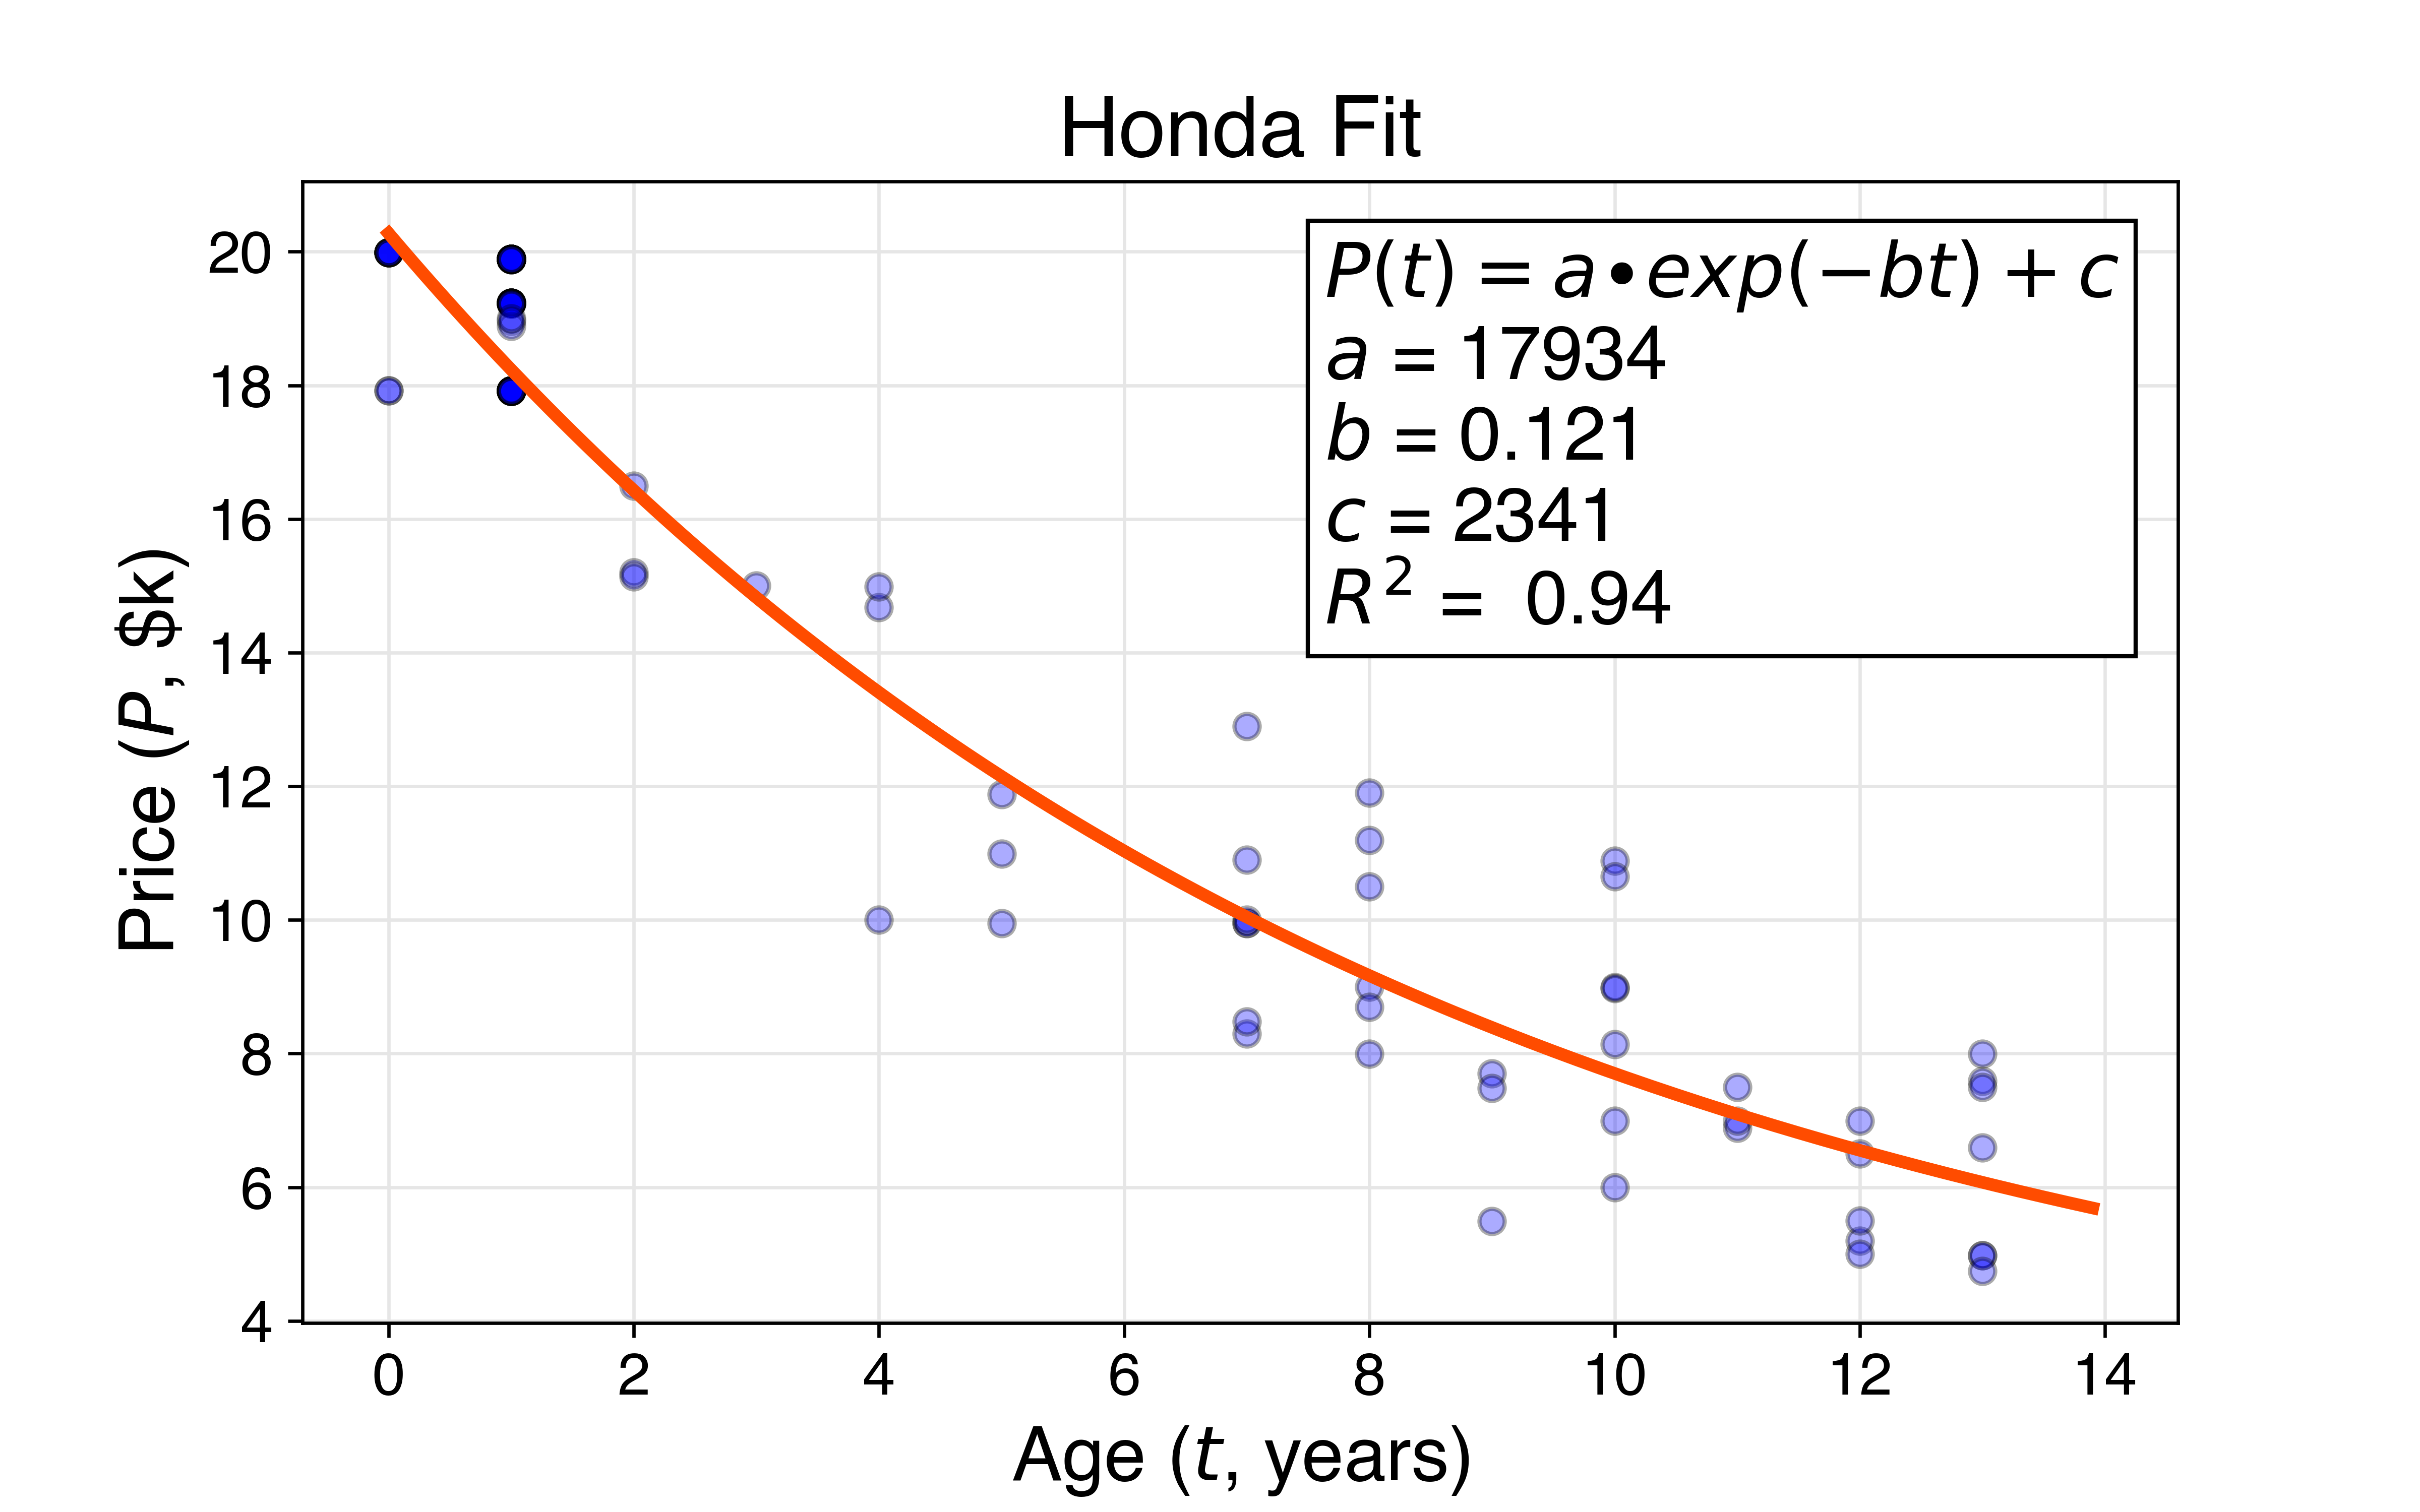 Honda Fit
P(t) = a•exp(−bt) + c
a = 17934
b = 0.121
c = 2341
R² = 0.94
Price (P, $k)
20
18
16
14
12
10
8
6
4
0 2 4 6 8 10 12 14
Age (t, years)